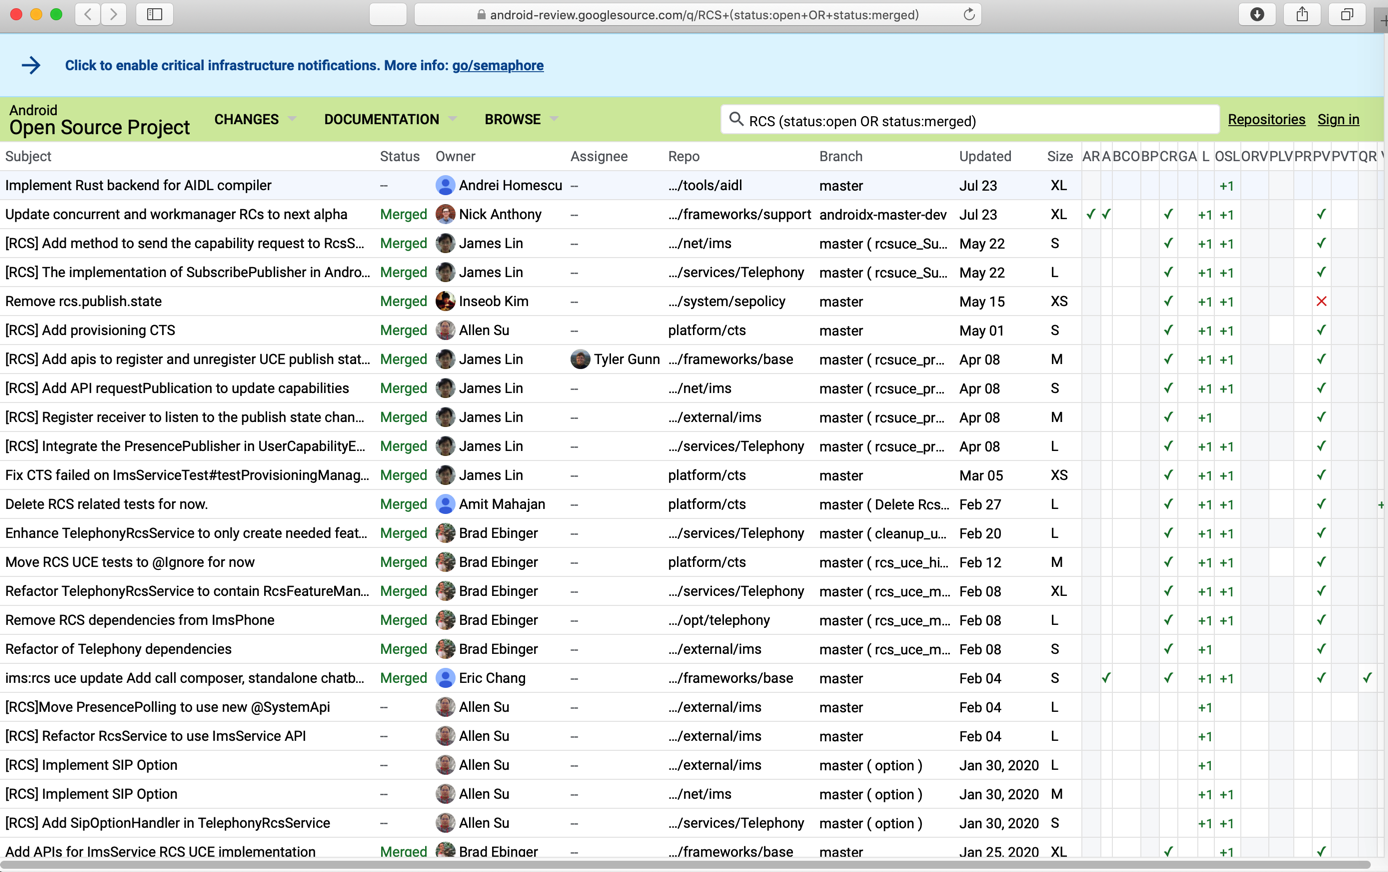 android-review.googlesource.com/q/RCS+(status:open+OR+status:merged)
Click to enable critical infrastructure notifications. More info: go/semaphore
Android
Open Source Project
CHANGES DOCUMENTATION BROWSE RCS (status:open OR status:merged) Repositories Sign in
Subject Status Owner Assignee Repo Branch Updated Size AR A BCO BP CR GA L OSL ORV PLV PR PV PVT QR V
Implement Rust backend for AIDL compiler -- Andrei Homescu -- …/tools/aidl master Jul 23 XL +1
Update concurrent and workmanager RCs to next alpha Merged Nick Anthony -- …/frameworks/support androidx-master-dev Jul 23 XL ✓ ✓ ✓ +1 +1 ✓
[RCS] Add method to send the capability request to RcsS… Merged James Lin -- …/net/ims master ( rcsuce_Su… May 22 S ✓ +1 +1 ✓
[RCS] The implementation of SubscribePublisher in Andro… Merged James Lin -- …/services/Telephony master ( rcsuce_Su… May 22 L ✓ +1 +1 ✓
Remove rcs.publish.state Merged Inseob Kim -- …/system/sepolicy master May 15 XS ✓ +1 +1 ✕
[RCS] Add provisioning CTS Merged Allen Su -- platform/cts master May 01 S ✓ +1 +1 ✓
[RCS] Add apis to register and unregister UCE publish stat… Merged James Lin Tyler Gunn …/frameworks/base master ( rcsuce_pr… Apr 08 M ✓ +1 +1 ✓
[RCS] Add API requestPublication to update capabilities Merged James Lin -- …/net/ims master ( rcsuce_pr… Apr 08 S ✓ +1 +1 ✓
[RCS] Register receiver to listen to the publish state chan… Merged James Lin -- …/external/ims master ( rcsuce_pr… Apr 08 M ✓ +1 ✓
[RCS] Integrate the PresencePublisher in UserCapabilityE… Merged James Lin -- …/services/Telephony master ( rcsuce_pr… Apr 08 L ✓ +1 +1 ✓
Fix CTS failed on ImsServiceTest#testProvisioningManag… Merged James Lin -- platform/cts master Mar 05 XS ✓ +1 +1 ✓
Delete RCS related tests for now. Merged Amit Mahajan -- platform/cts master ( Delete Rcs… Feb 27 L ✓ +1 +1 ✓ +
Enhance TelephonyRcsService to only create needed feat… Merged Brad Ebinger -- …/services/Telephony master ( cleanup_u… Feb 20 L ✓ +1 +1 ✓
Move RCS UCE tests to @Ignore for now Merged Brad Ebinger -- platform/cts master ( rcs_uce_hi… Feb 12 M ✓ +1 +1 ✓
Refactor TelephonyRcsService to contain RcsFeatureMan… Merged Brad Ebinger -- …/services/Telephony master ( rcs_uce_m… Feb 08 XL ✓ +1 +1 ✓
Remove RCS dependencies from ImsPhone Merged Brad Ebinger -- …/opt/telephony master ( rcs_uce_m… Feb 08 L ✓ +1 +1 ✓
Refactor of Telephony dependencies Merged Brad Ebinger -- …/external/ims master ( rcs_uce_m… Feb 08 S ✓ +1 ✓
ims:rcs uce update Add call composer, standalone chatb… Merged Eric Chang -- …/frameworks/base master Feb 04 S ✓ ✓ +1 +1 ✓ ✓
[RCS]Move PresencePolling to use new @SystemApi -- Allen Su -- …/external/ims master Feb 04 L +1
[RCS] Refactor RcsService to use ImsService API -- Allen Su -- …/external/ims master Feb 04 L +1
[RCS] Implement SIP Option -- Allen Su -- …/external/ims master ( option ) Jan 30, 2020 L +1
[RCS] Implement SIP Option -- Allen Su -- …/net/ims master ( option ) Jan 30, 2020 M +1 +1
[RCS] Add SipOptionHandler in TelephonyRcsService -- Allen Su -- …/services/Telephony master ( option ) Jan 30, 2020 S +1 +1
Add APIs for ImsService RCS UCE implementation Merged Brad Ebinger -- …/frameworks/base master Jan 25, 2020 XL ✓ +1 +1 ✓